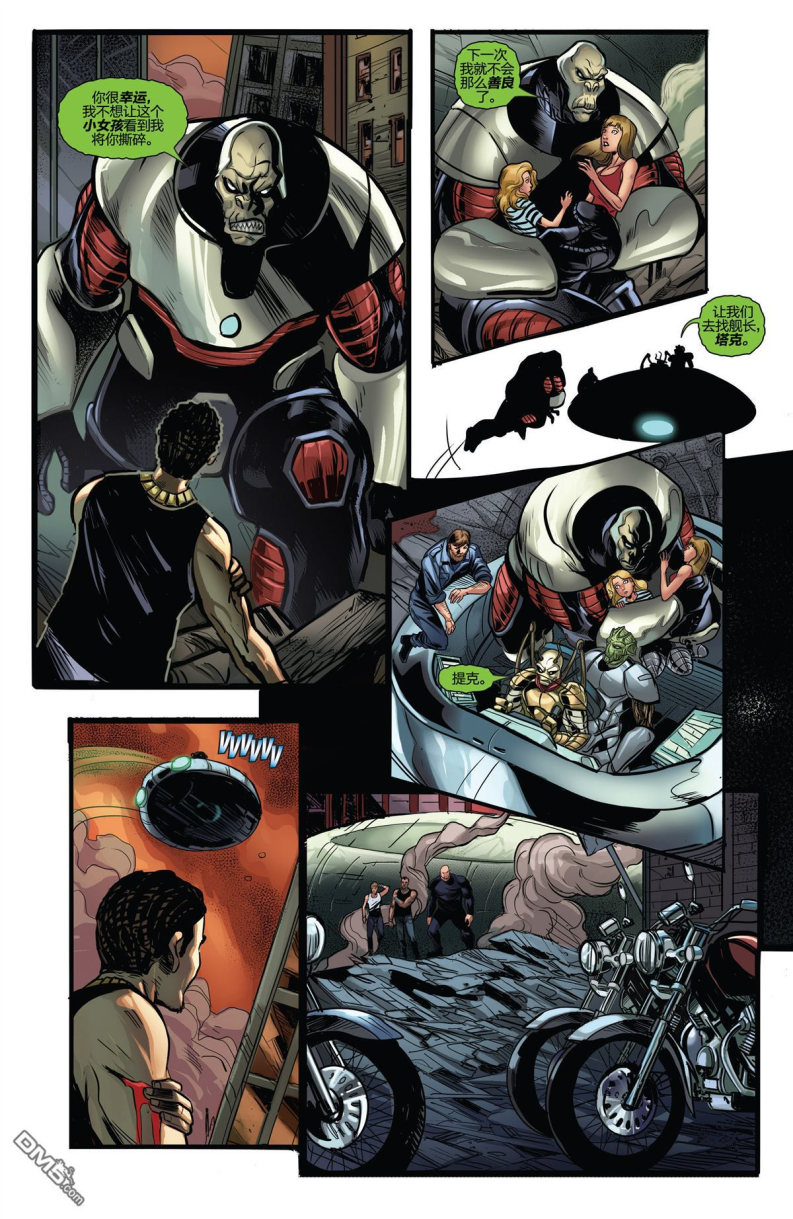 你很幸运,
我不想让这个
小女孩看到我
将你撕碎。
下一次
我就不会
那么善良
了。
让我们
去找舰长,
塔克。
提克。
VVVVVV
DM5.com